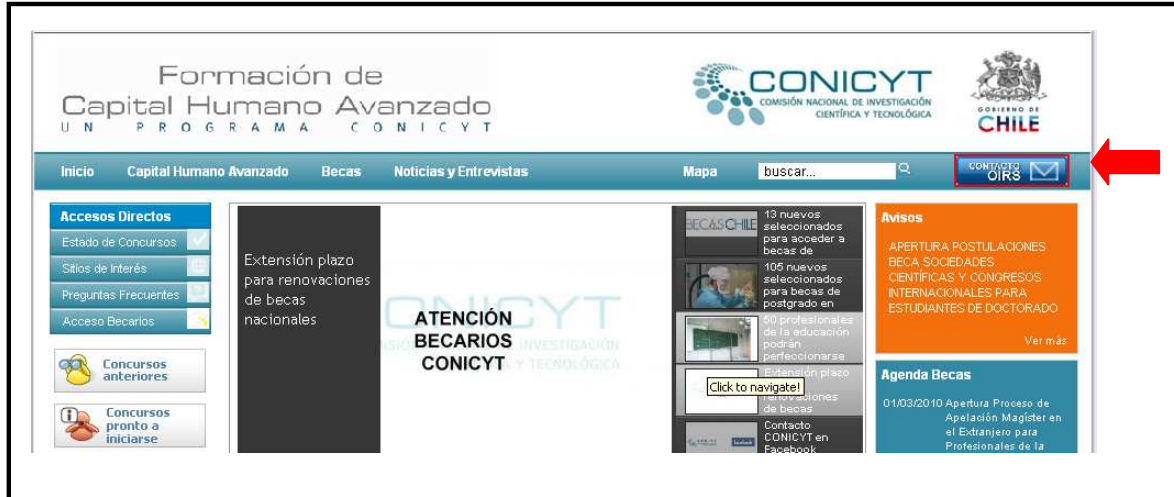 Formación de
Capital Humano Avanzado
UN PROGRAMA CONICYT
CONICYT
COMISIÓN NACIONAL DE INVESTIGACIÓN
CIENTÍFICA Y TECNOLÓGICA
GOBIERNO DE
CHILE
Inicio Capital Humano Avanzado Becas Noticias y Entrevistas Mapa buscar...
CONTACTO
OIRS
Accesos Directos
Estado de Concursos
Sitios de Interés
Preguntas Frecuentes
Acceso Becarios
Concursos
anteriores
Concursos
pronto a
iniciarse
Extensión plazo
para renovaciones
de becas
nacionales
CONICYT
ATENCIÓN
BECARIOS
CONICYT
INVESTIGACIÓN
Y TECNOLÓGICA
BECAS CHILE
13 nuevos
seleccionados
para acceder a
becas de
105 nuevos
seleccionados
para becas de
postgrado en
50 profesionales
de la educación
podrán
perfeccionarse
Extensión plazo
renovaciones
de becas
Click to navigate!
Contacto
CONICYT en
Facebook
Avisos
APERTURA POSTULACIONES
BECA SOCIEDADES
CIENTÍFICAS Y CONGRESOS
INTERNACIONALES PARA
ESTUDIANTES DE DOCTORADO
Ver más
Agenda Becas
01/03/2010 Apertura Proceso de
Apelación Magíster en
el Extranjero para
Profesionales de la